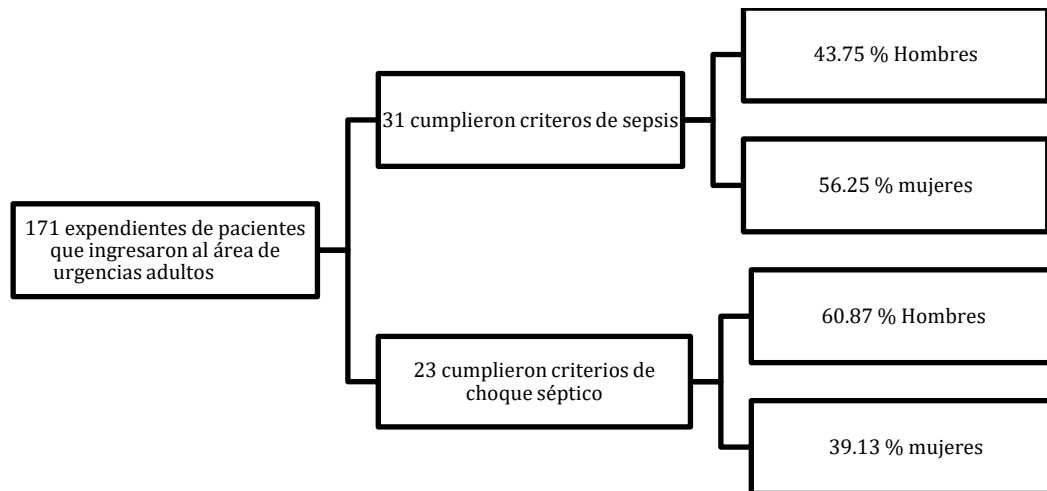 171 expendientes de pacientes
que ingresaron al área de
urgencias adultos
31 cumplieron criteros de sepsis
43.75 % Hombres
56.25 % mujeres
23 cumplieron criterios de
choque séptico
60.87 % Hombres
39.13 % mujeres